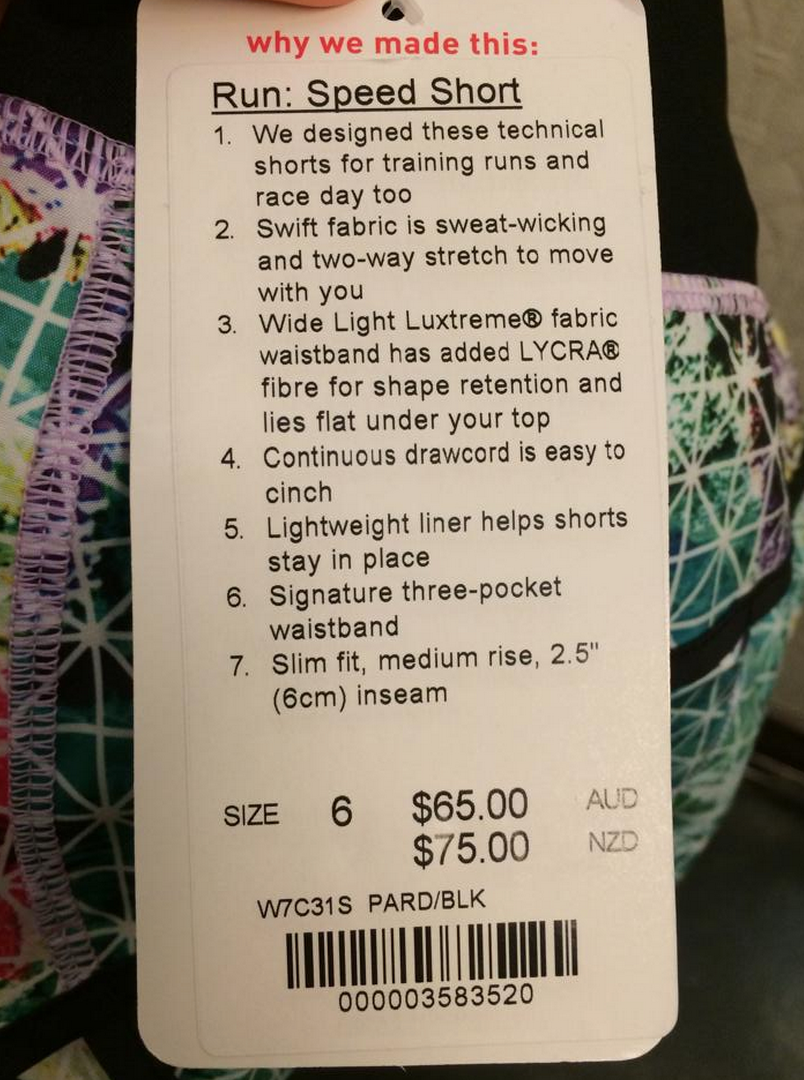 why we made this:
Run: Speed Short
1. We designed these technical
shorts for training runs and
race day too
2. Swift fabric is sweat-wicking
and two-way stretch to move
with you
3. Wide Light Luxtreme® fabric
waistband has added LYCRA®
fibre for shape retention and
lies flat under your top
4. Continuous drawcord is easy to
cinch
5. Lightweight liner helps shorts
stay in place
6. Signature three-pocket
waistband
7. Slim fit, medium rise, 2.5"
(6cm) inseam
SIZE 6 $65.00 AUD
$75.00 NZD
W7C31S PARD/BLK
000003583520